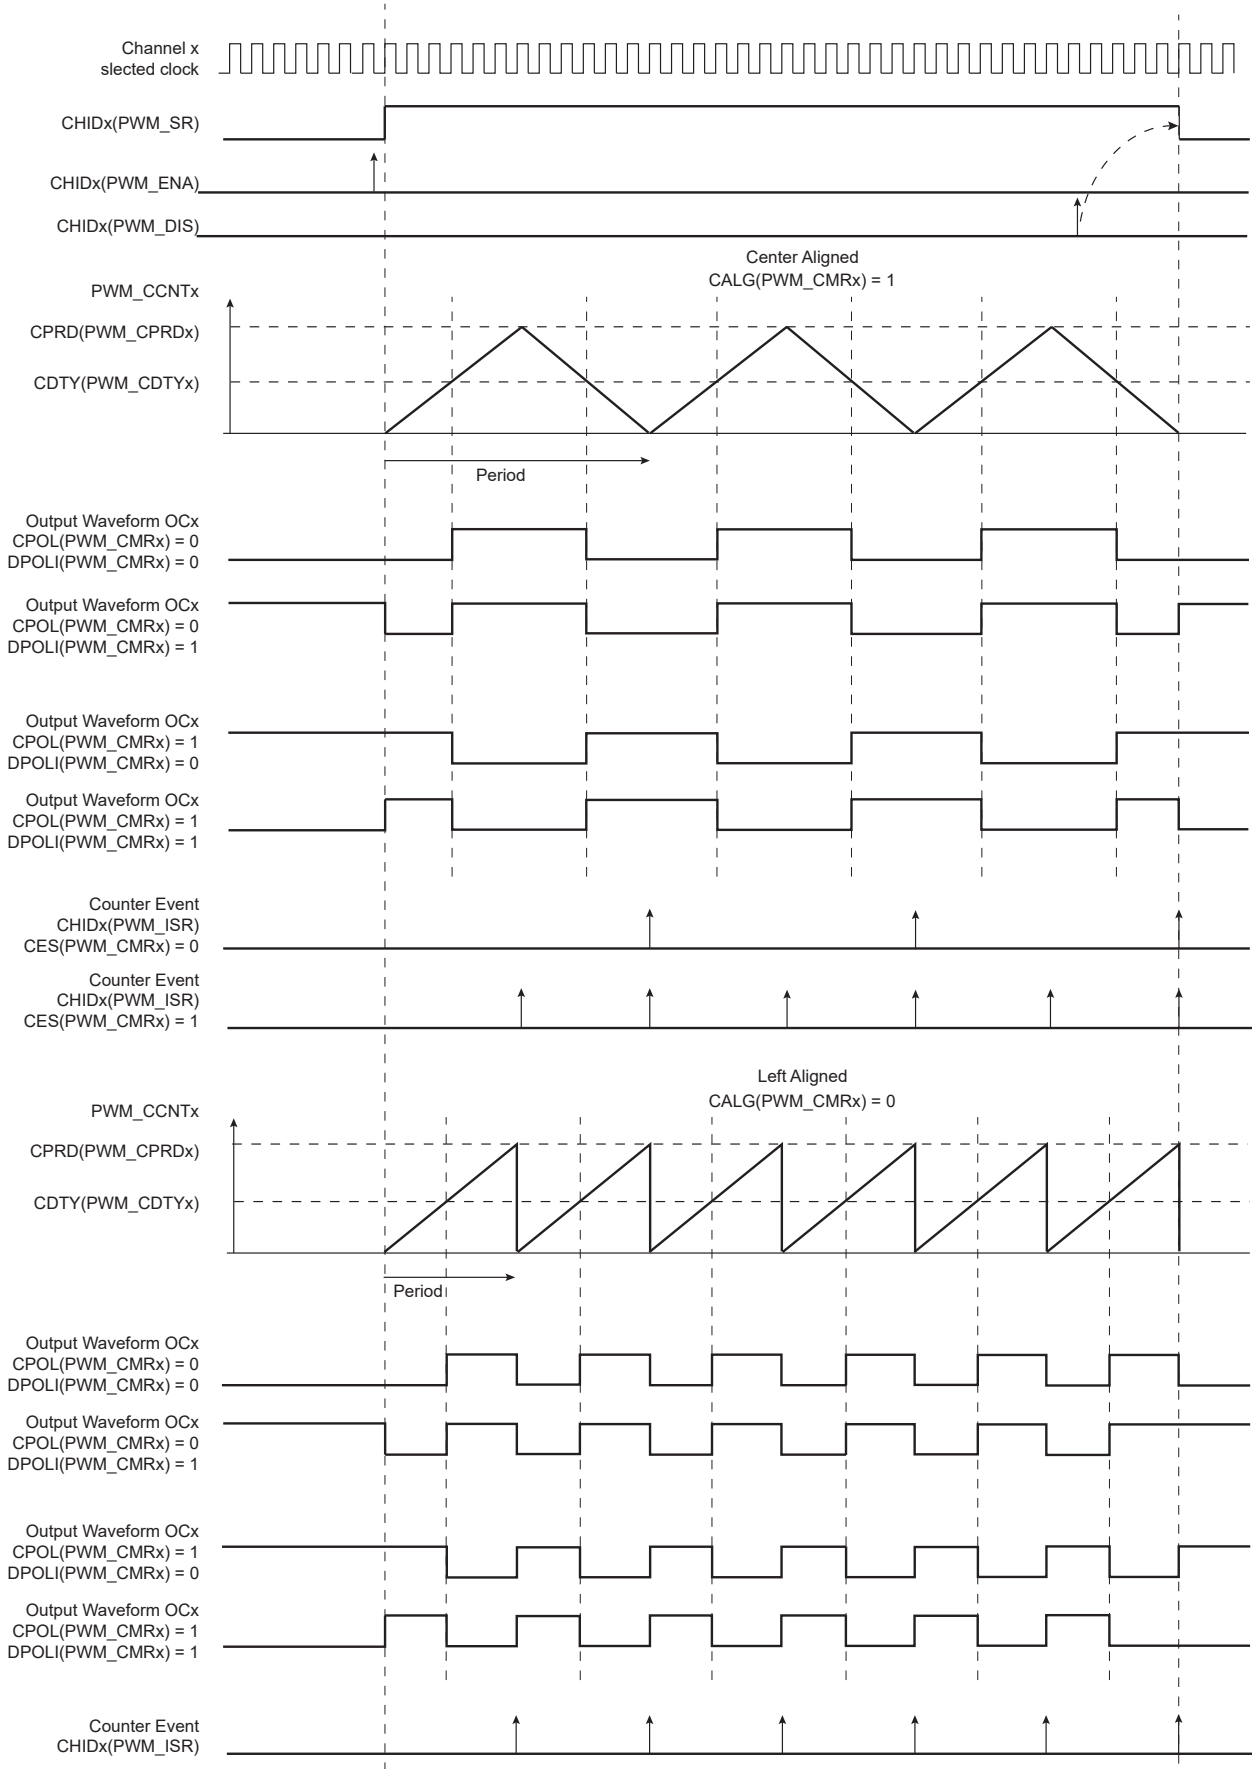 Channel x
slected clock
CHIDx(PWM_SR)
CHIDx(PWM_ENA)
CHIDx(PWM_DIS)
Center Aligned
CALG(PWM_CMRx) = 1
PWM_CCNTx
CPRD(PWM_CPRDx)
CDTY(PWM_CDTYx)
Period
Output Waveform OCx
CPOL(PWM_CMRx) = 0
DPOLI(PWM_CMRx) = 0
Output Waveform OCx
CPOL(PWM_CMRx) = 0
DPOLI(PWM_CMRx) = 1
Output Waveform OCx
CPOL(PWM_CMRx) = 1
DPOLI(PWM_CMRx) = 0
Output Waveform OCx
CPOL(PWM_CMRx) = 1
DPOLI(PWM_CMRx) = 1
Counter Event
CHIDx(PWM_ISR)
CES(PWM_CMRx) = 0
Counter Event
CHIDx(PWM_ISR)
CES(PWM_CMRx) = 1
Left Aligned
CALG(PWM_CMRx) = 0
PWM_CCNTx
CPRD(PWM_CPRDx)
CDTY(PWM_CDTYx)
Period
Output Waveform OCx
CPOL(PWM_CMRx) = 0
DPOLI(PWM_CMRx) = 0
Output Waveform OCx
CPOL(PWM_CMRx) = 0
DPOLI(PWM_CMRx) = 1
Output Waveform OCx
CPOL(PWM_CMRx) = 1
DPOLI(PWM_CMRx) = 0
Output Waveform OCx
CPOL(PWM_CMRx) = 1
DPOLI(PWM_CMRx) = 1
Counter Event
CHIDx(PWM_ISR)